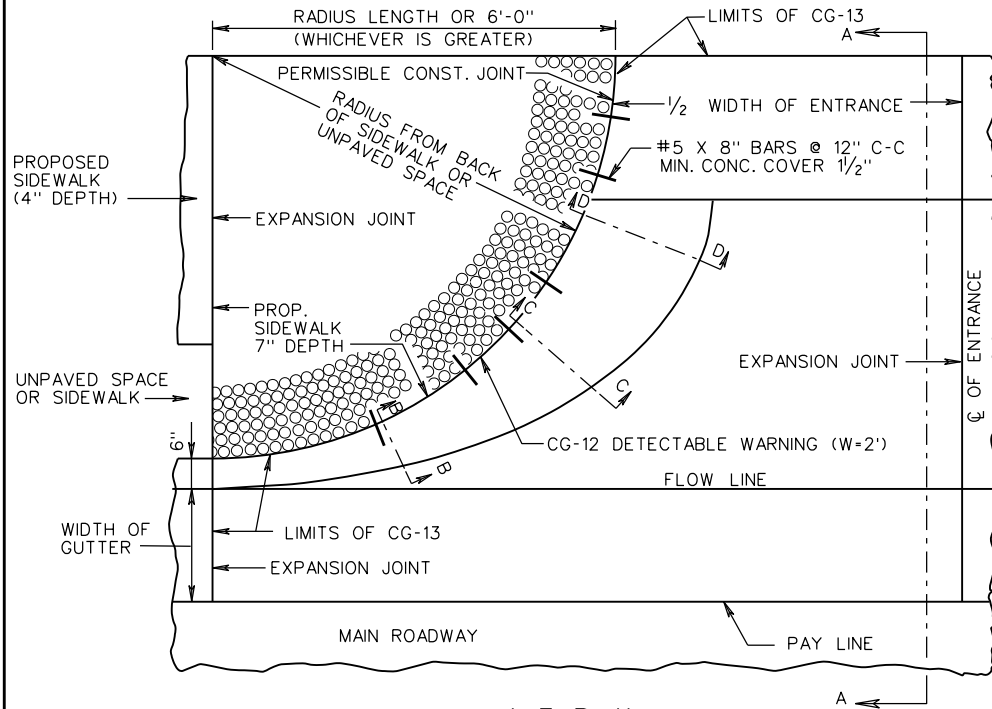 RADIUS LENGTH OR 6'-0"
(WHICHEVER IS GREATER)
LIMITS OF CG-13
A
PERMISSIBLE CONST. JOINT
1/2 WIDTH OF ENTRANCE
RADIUS FROM BACK
OF SIDEWALK OR
UNPAVED SPACE
#5 X 8" BARS @ 12" C-C
MIN. CONC. COVER 1 1/2"
PROPOSED
SIDEWALK
(4" DEPTH)
EXPANSION JOINT
D
D
PROP.
SIDEWALK
7" DEPTH
C
C
EXPANSION JOINT
℄ OF ENTRANCE
UNPAVED SPACE
OR SIDEWALK
B
B
6"
CG-12 DETECTABLE WARNING (W=2')
FLOW LINE
WIDTH OF
GUTTER
LIMITS OF CG-13
EXPANSION JOINT
MAIN ROADWAY
PAY LINE
A